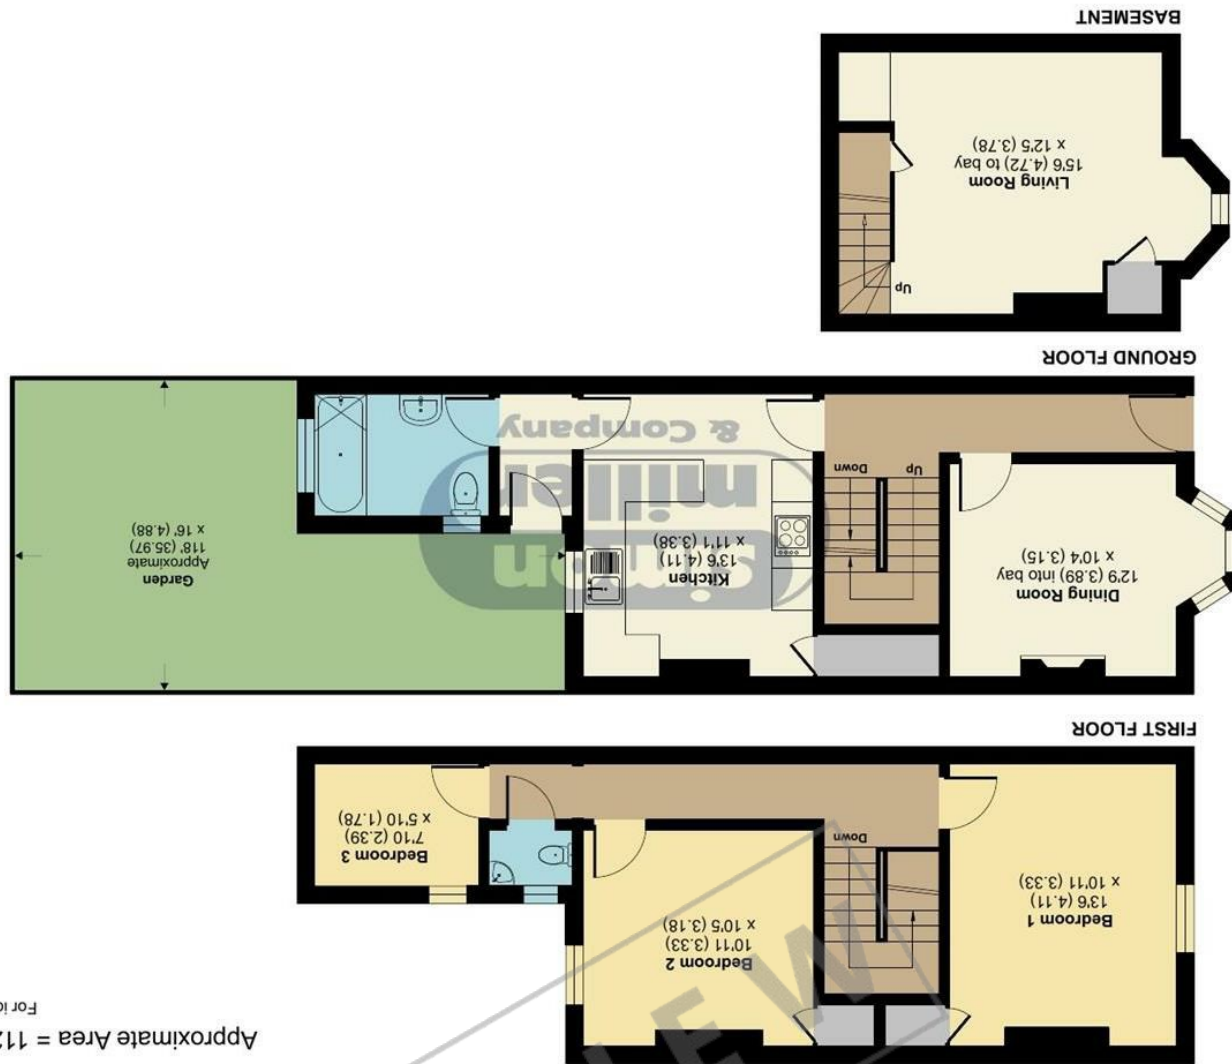 Approximate Area = 112
For
LEW
Bedroom 1
13'6 (4.11)
x 10'11 (3.33)
Bedroom 2
10'11 (3.33)
x 10'5 (3.18)
Down
Bedroom 3
7'10 (2.39)
x 5'10 (1.78)
FIRST FLOOR
Dining Room
12'9 (3.89) into bay
x 10'4 (3.15)
Up
Down
Kitchen
13'6 (4.11)
x 11'1 (3.38)
simon
miller
& Company
Garden
Approximate
118' (35.97)
x 16' (4.88)
GROUND FLOOR
Up
Living Room
15'6 (4.72) to bay
x 12'5 (3.78)
BASEMENT